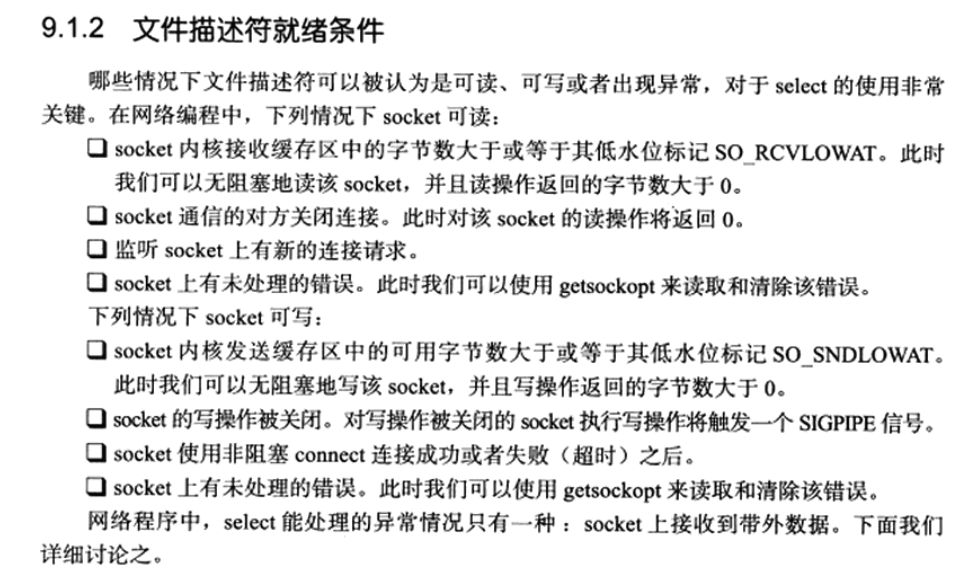 9.1.2 文件描述符就绪条件
哪些情况下文件描述符可以被认为是可读、可写或者出现异常，对于 select 的使用非常
关键。在网络编程中，下列情况下 socket 可读：
❑ socket 内核接收缓存区中的字节数大于或等于其低水位标记 SO_RCVLOWAT。此时
我们可以无阻塞地读该 socket，并且读操作返回的字节数大于 0。
❑ socket 通信的对方关闭连接。此时对该 socket 的读操作将返回 0。
❑ 监听 socket 上有新的连接请求。
❑ socket 上有未处理的错误。此时我们可以使用 getsockopt 来读取和清除该错误。
下列情况下 socket 可写：
❑ socket 内核发送缓存区中的可用字节数大于或等于其低水位标记 SO_SNDLOWAT。
此时我们可以无阻塞地写该 socket，并且写操作返回的字节数大于 0。
❑ socket 的写操作被关闭。对写操作被关闭的 socket 执行写操作将触发一个 SIGPIPE 信号。
❑ socket 使用非阻塞 connect 连接成功或者失败（超时）之后。
❑ socket 上有未处理的错误。此时我们可以使用 getsockopt 来读取和清除该错误。
网络程序中，select 能处理的异常情况只有一种：socket 上接收到带外数据。下面我们
详细讨论之。